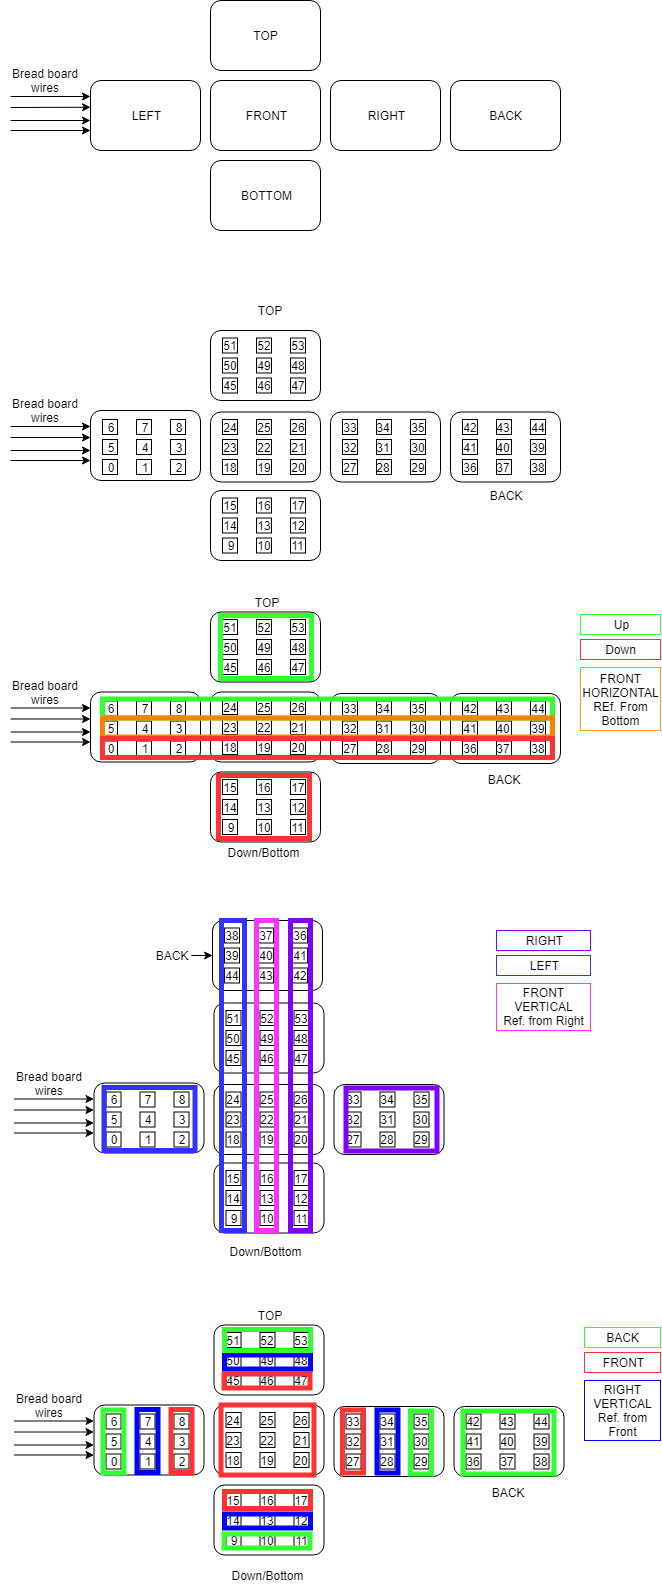 TOP
Bread board
wires
LEFT FRONT RIGHT BACK
BOTTOM
TOP
51 52 53
50 49 48
45 46 47
Bread board
wires
6 7 8 24 25 26 33 34 35 42 43 44
5 4 3 23 22 21 32 31 30 41 40 39
0 1 2 18 19 20 27 28 29 36 37 38
BACK
15 16 17
14 13 12
9 10 11
TOP
51 52 53
50 49 48
45 46 47
Up
Down
FRONT
HORIZONTAL
REf. From
Bottom
Bread board
wires
6 7 8 24 25 26 33 34 35 42 43 44
5 4 3 23 22 21 32 31 30 41 40 39
0 1 2 18 19 20 27 28 29 36 37 38
BACK
15 16 17
14 13 12
9 10 11
Down/Bottom
38 37 36
BACK 39 40 41
44 43 42
RIGHT
LEFT
FRONT
VERTICAL
Ref. from Right
51 52 53
50 49 48
45 46 47
Bread board
wires
6 7 8 24 25 26 33 34 35
5 4 3 23 22 21 32 31 30
0 1 2 18 19 20 27 28 29
15 16 17
14 13 12
9 10 11
Down/Bottom
TOP
51 52 53
50 49 48
45 46 47
BACK
FRONT
RIGHT
VERTICAL
Ref. from
Front
Bread board
wires
6 7 8 24 25 26 33 34 35 42 43 44
5 4 3 23 22 21 32 31 30 41 40 39
0 1 2 18 19 20 27 28 29 36 37 38
BACK
15 16 17
14 13 12
9 10 11
Down/Bottom